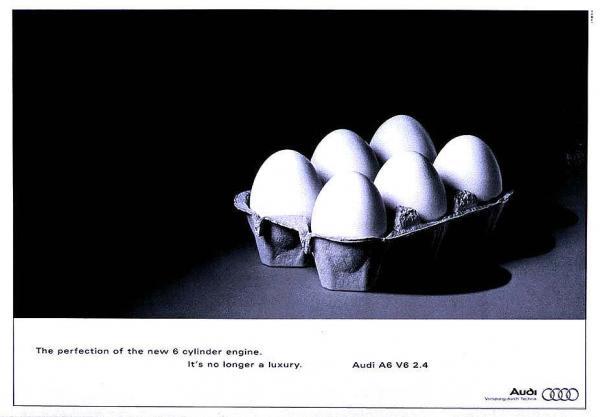 The perfection of the new 6 cylinder engine.
It's no longer a luxury. Audi A6 V6 2.4
Audi
Vorsprung durch Technik